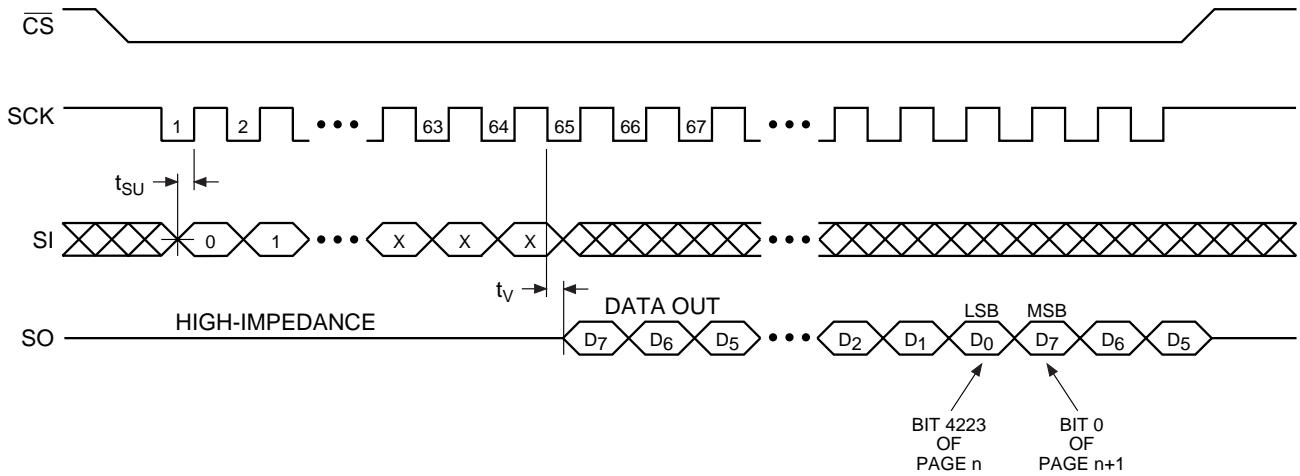 CS
SCK 1 2 ••• 63 64 65 66 67 •••
tSU
SI 0 1 ••• X X X •••
tV
HIGH-IMPEDANCE DATA OUT LSB MSB
SO D7 D6 D5 ••• D2 D1 D0 D7 D6 D5
BIT 4223
OF
PAGE n
BIT 0
OF
PAGE n+1